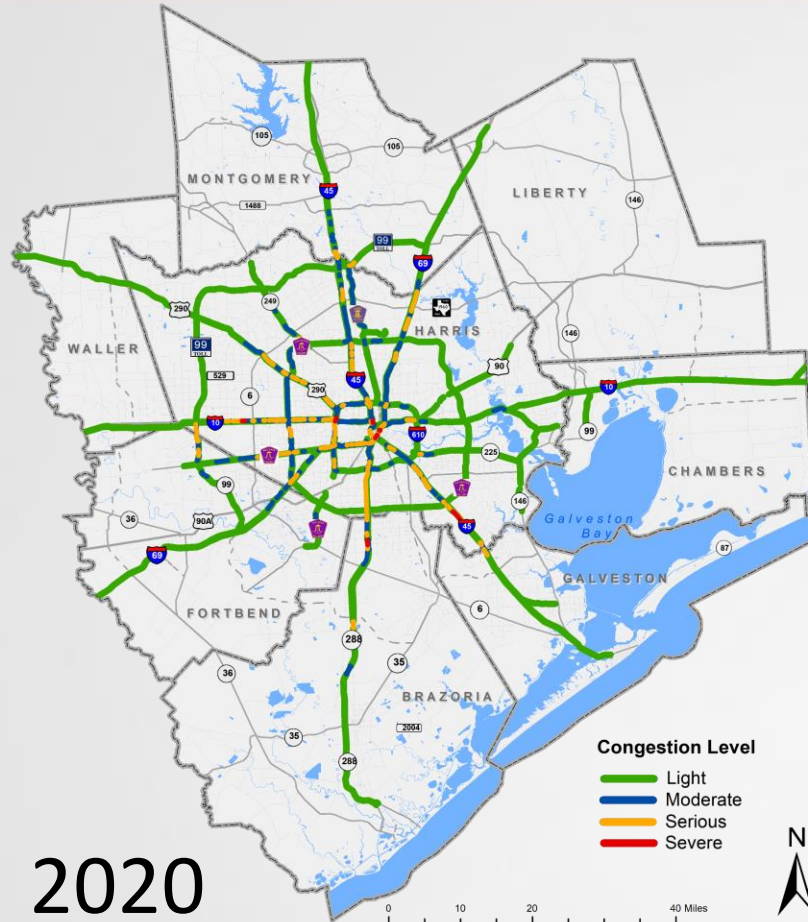 105
105
MONTGOMERY
45
1488
LIBERTY
146
99
TOLL
69
290
249
HARRIS
146
WALLER
99
TOLL
529
6
290
45
90
10
10
610
99
225
CHAMBERS
99
146
36
90A
45
Galveston
Bay
87
69
GALVESTON
FORTBEND
6
288
35
36
BRAZORIA
35
2004
288
Congestion Level
Light
Moderate
Serious
Severe
2020
N
0 10 20 40 Miles